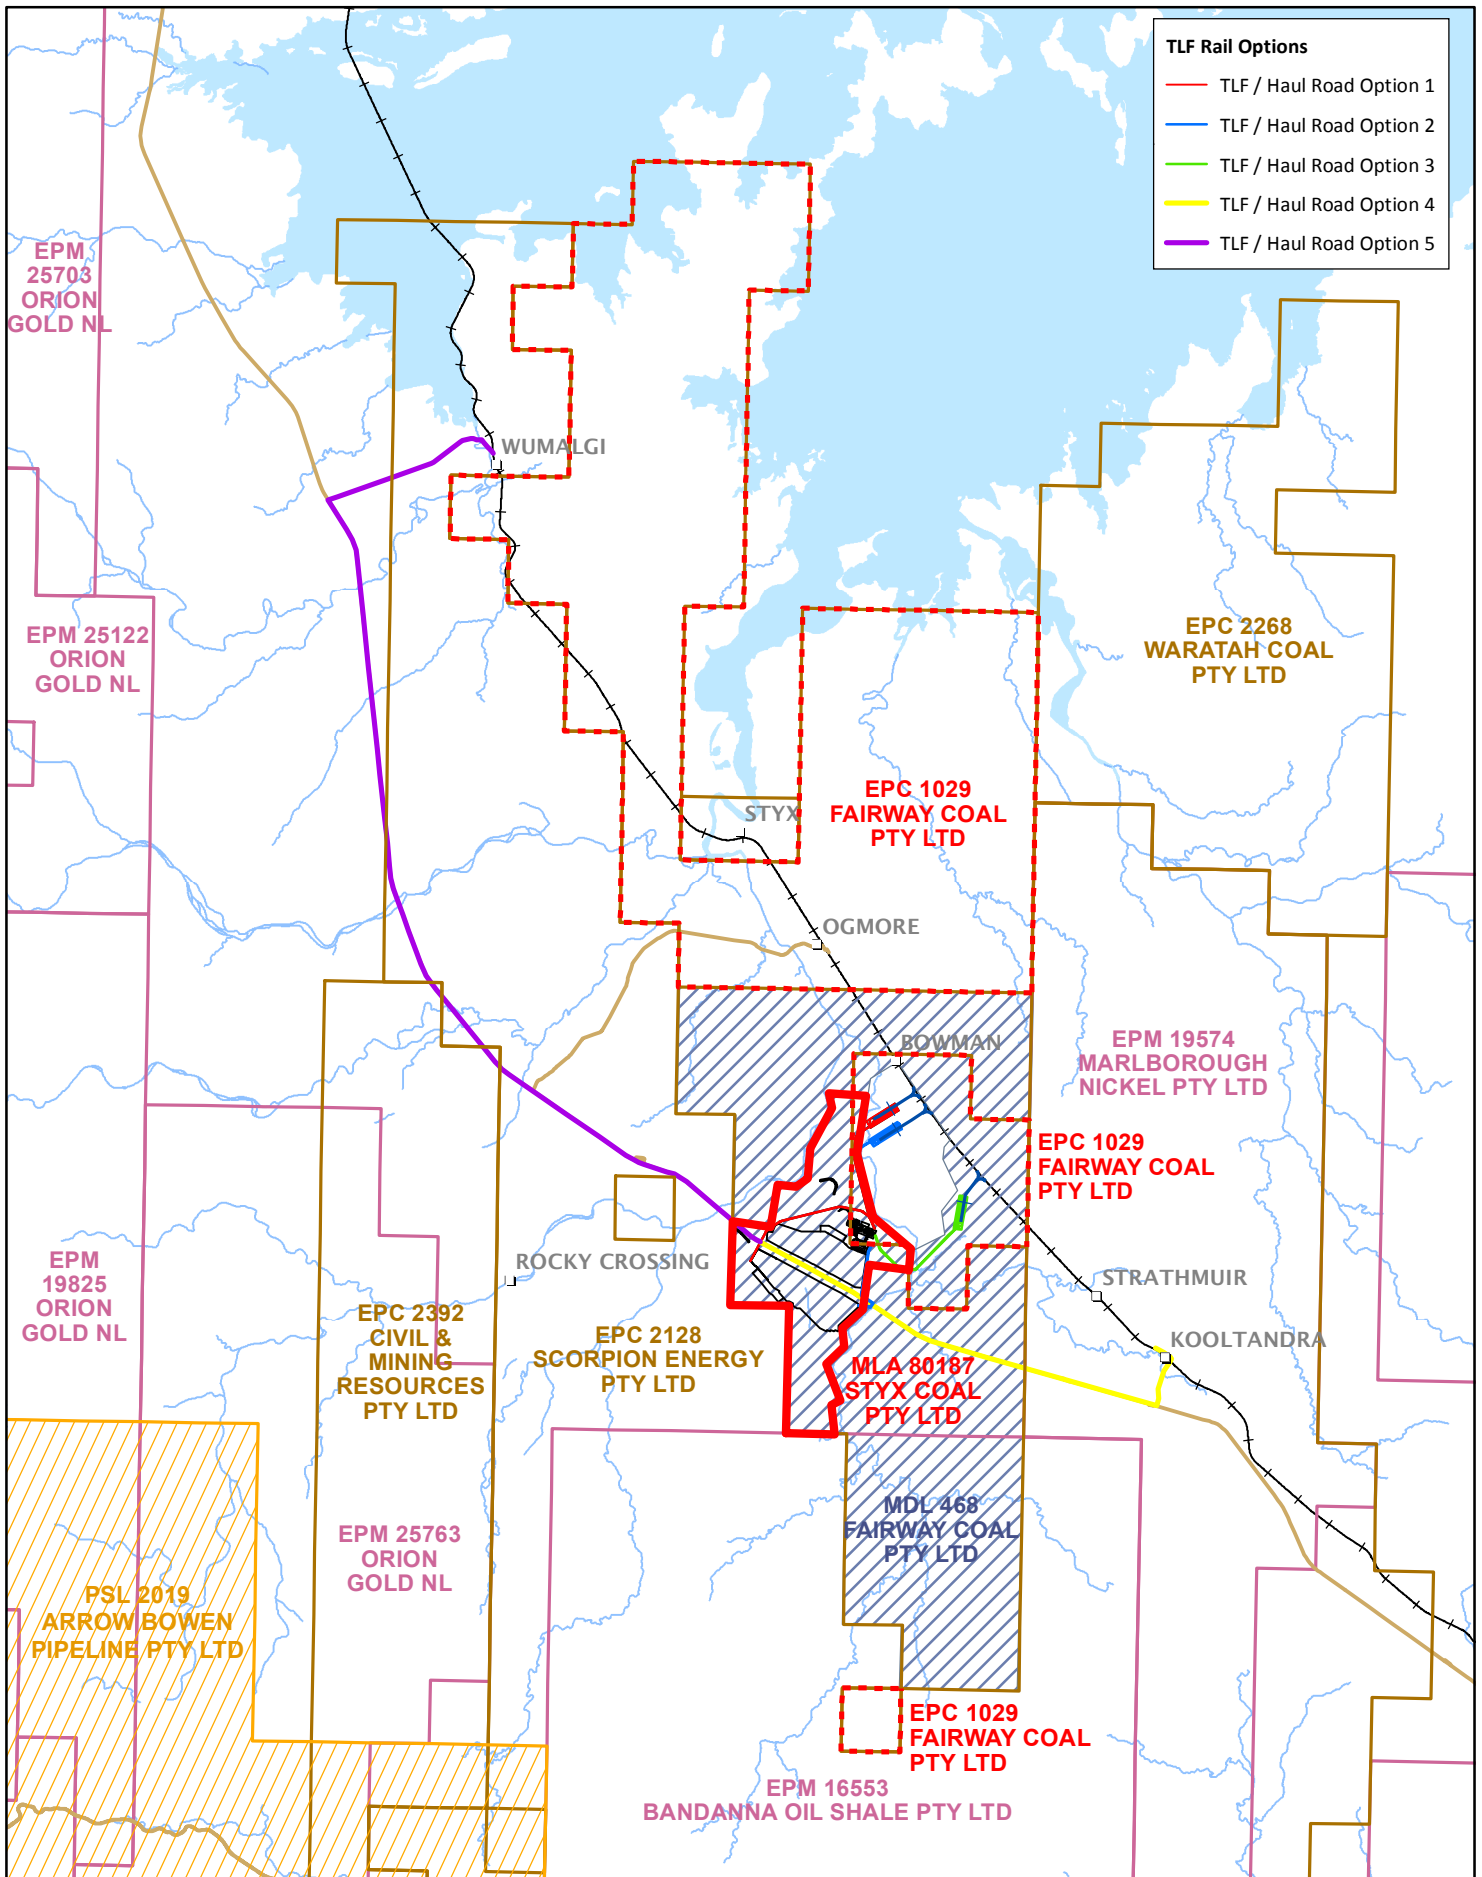 TLF Rail Options
TLF / Haul Road Option 1
TLF / Haul Road Option 2
TLF / Haul Road Option 3
TLF / Haul Road Option 4
TLF / Haul Road Option 5
EPM
25703
ORION
GOLD NL
WUMALGI
EPM 25122
ORION
GOLD NL
EPC 2268
WARATAH COAL
PTY LTD
EPC 1029
FAIRWAY COAL
PTY LTD
STYX
OGMORE
BOWMAN
EPM 19574
MARLBOROUGH
NICKEL PTY LTD
EPC 1029
FAIRWAY COAL
PTY LTD
EPM
19825
ORION
GOLD NL
ROCKY CROSSING
STRATHMUIR
KOOLTANDRA
EPC 2392
CIVIL &
MINING
RESOURCES
PTY LTD
EPC 2128
SCORPION ENERGY
PTY LTD
MLA 80187
STYX COAL
PTY LTD
MDL 468
FAIRWAY COAL
PTY LTD
EPM 25763
ORION
GOLD NL
PSL 2019
ARROW BOWEN
PIPELINE PTY LTD
EPC 1029
FAIRWAY COAL
PTY LTD
EPM 16553
BANDANNA OIL SHALE PTY LTD